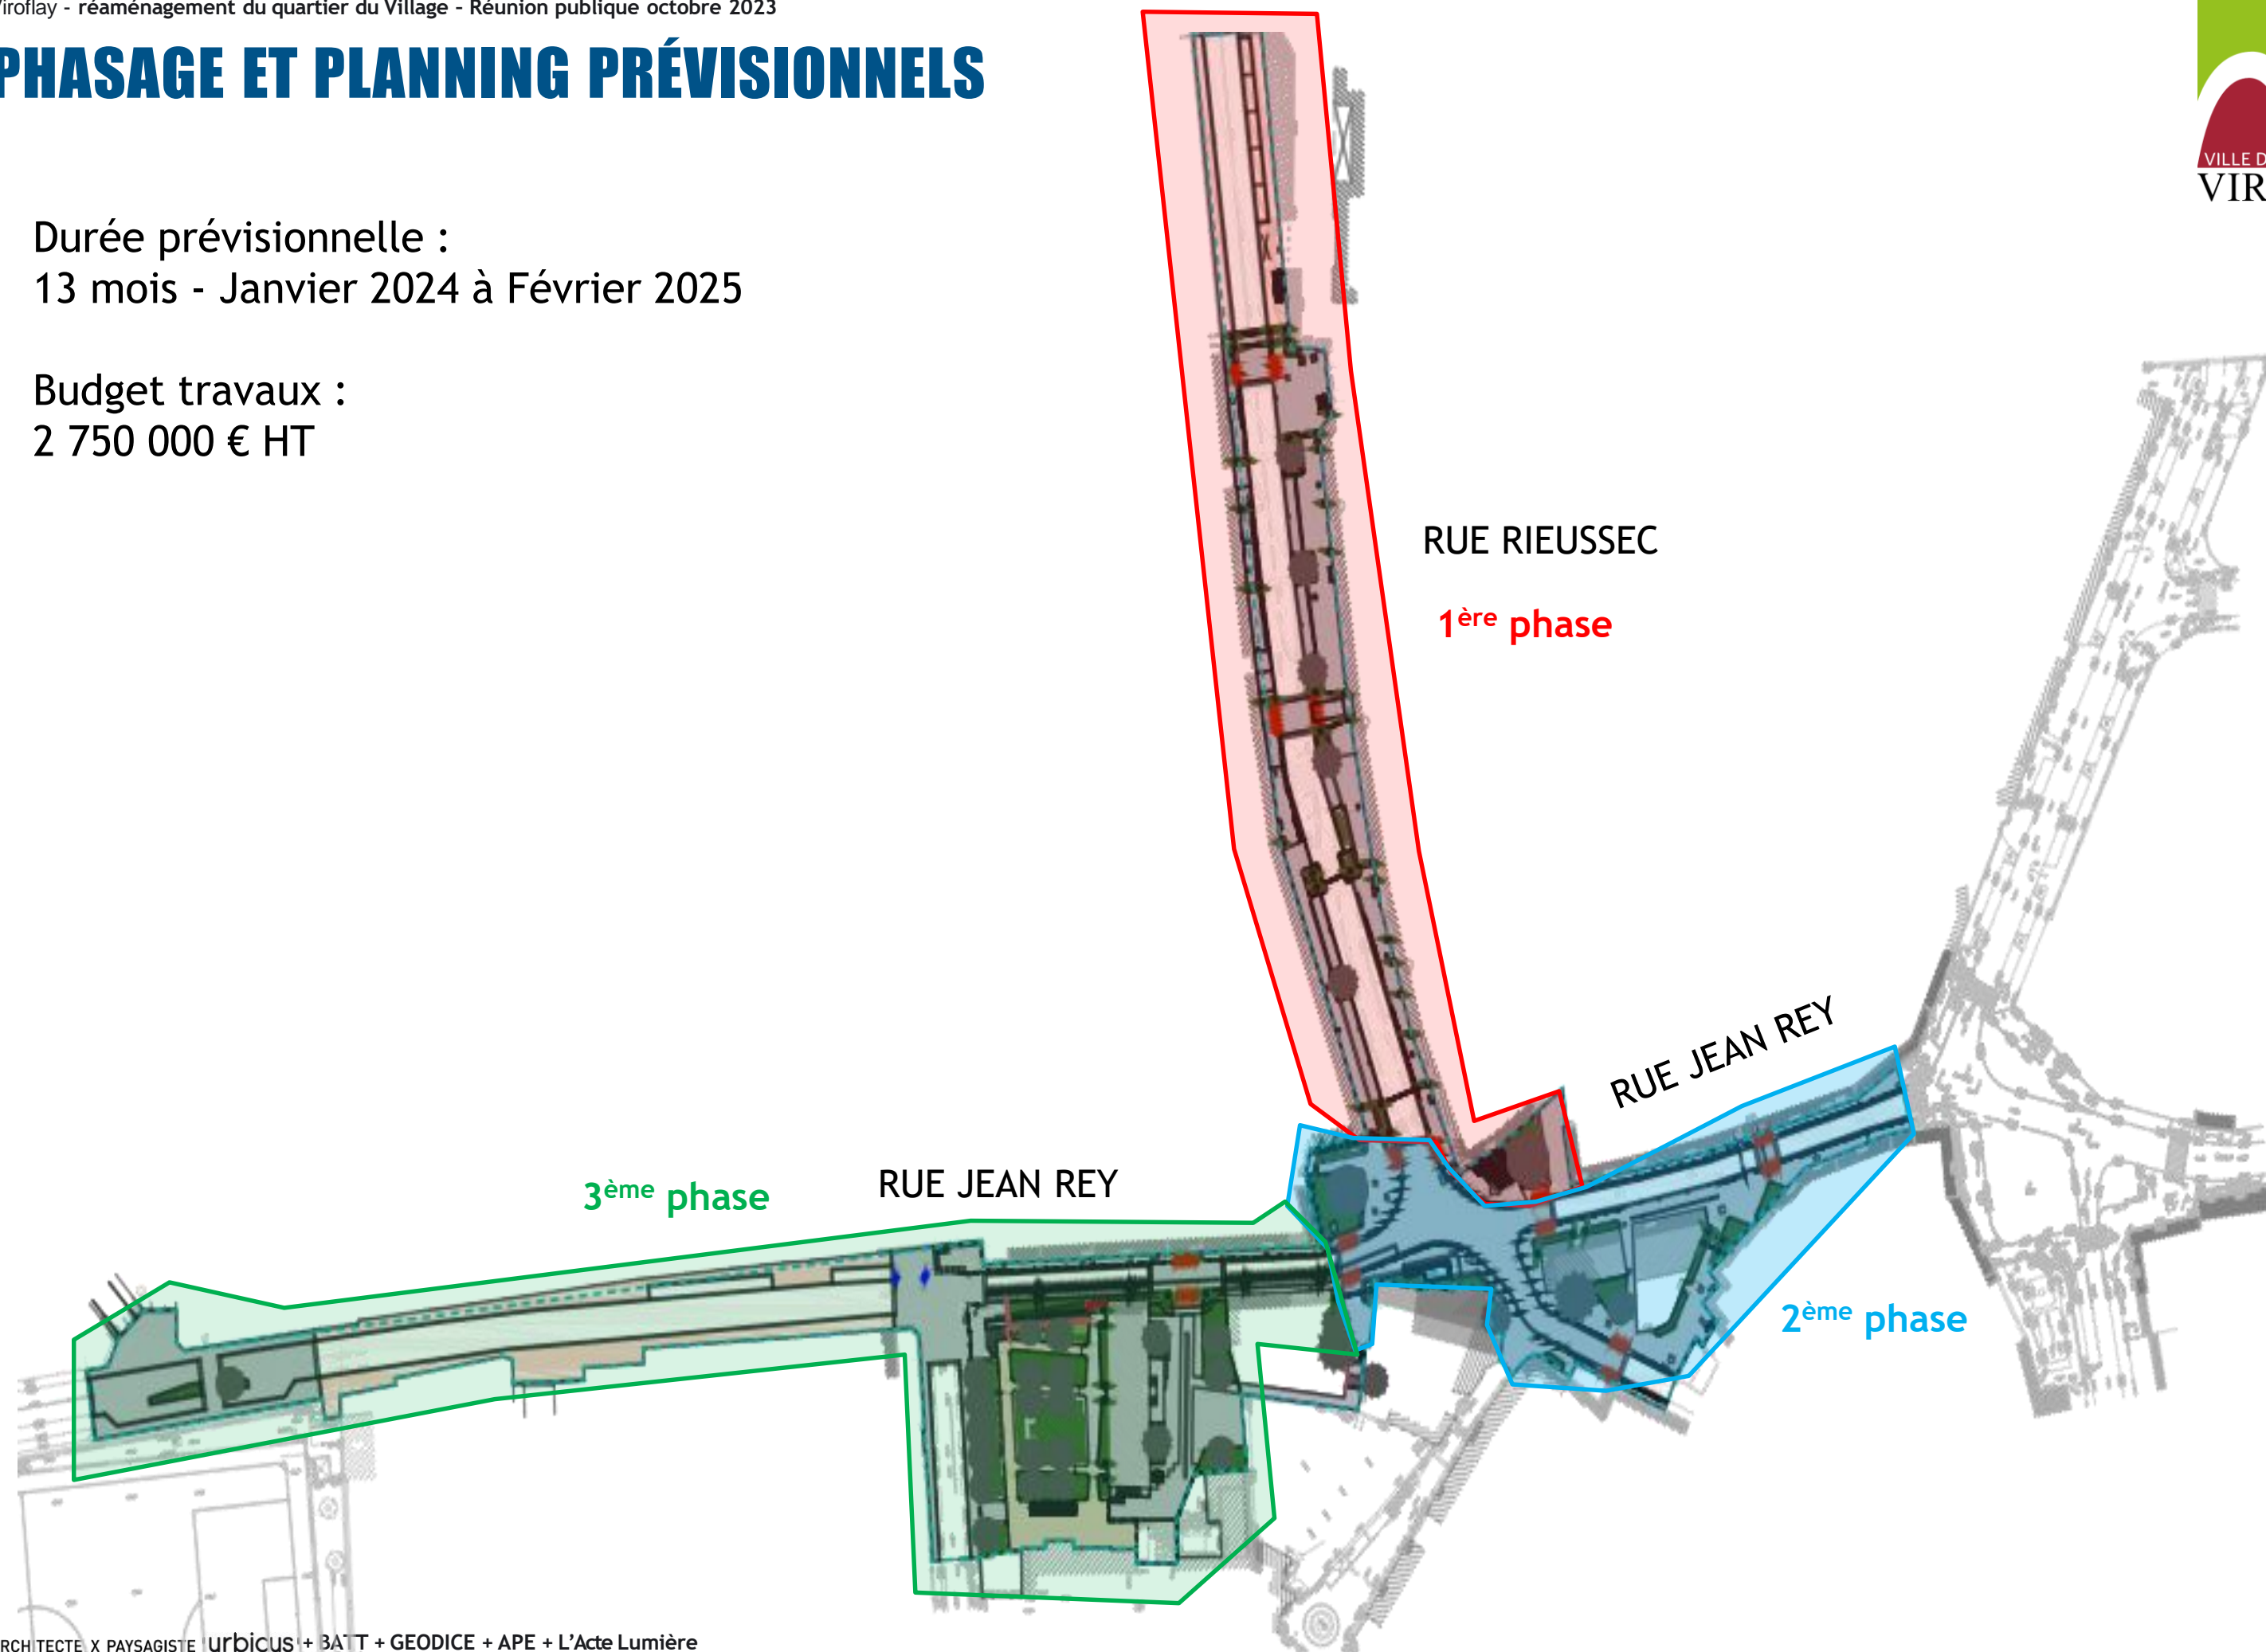 Viroflay - réaménagement du quartier du Village - Réunion publique octobre 2023
PHASAGE ET PLANNING PRÉVISIONNELS
VILLE D
VIR
Durée prévisionnelle :
13 mois - Janvier 2024 à Février 2025
Budget travaux :
2 750 000 € HT
RUE RIEUSSEC
1ère phase
RUE JEAN REY
RUE JEAN REY
3ème phase
2ème phase
RCHITECTE X PAYSAGISTE urbicus + BATT + GEODICE + APE + L'Acte Lumière